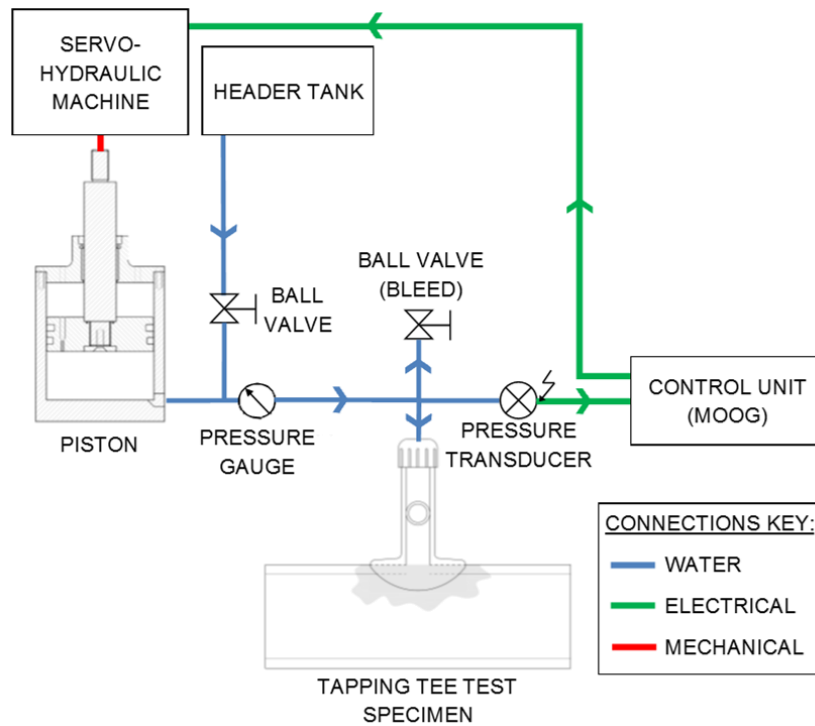 SERVO-
HYDRAULIC
MACHINE
HEADER TANK
BALL VALVE
(BLEED)
BALL
VALVE
CONTROL UNIT
(MOOG)
PISTON
PRESSURE
GAUGE
PRESSURE
TRANSDUCER
CONNECTIONS KEY:
WATER
ELECTRICAL
MECHANICAL
TAPPING TEE TEST
SPECIMEN